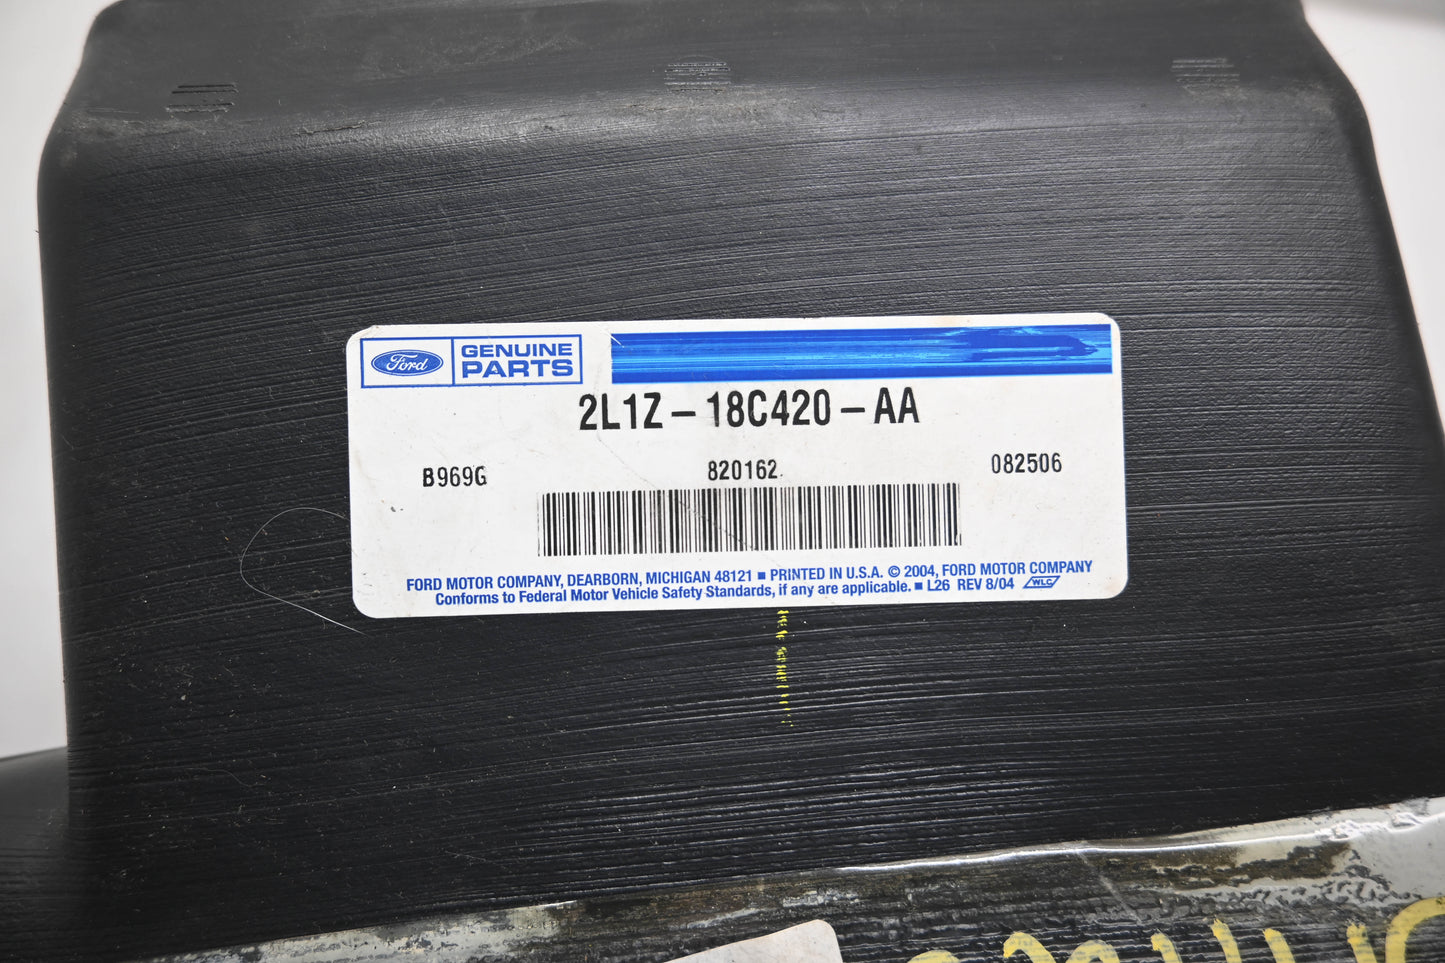 Ford
GENUINE
PARTS
2L1Z-18C420-AA
B969G 820162 082506
FORD MOTOR COMPANY, DEARBORN, MICHIGAN 48121 ■ PRINTED IN U.S.A. © 2004, FORD MOTOR COMPANY
Conforms to Federal Motor Vehicle Safety Standards, if any are applicable. ■ L26 REV 8/04 WLC